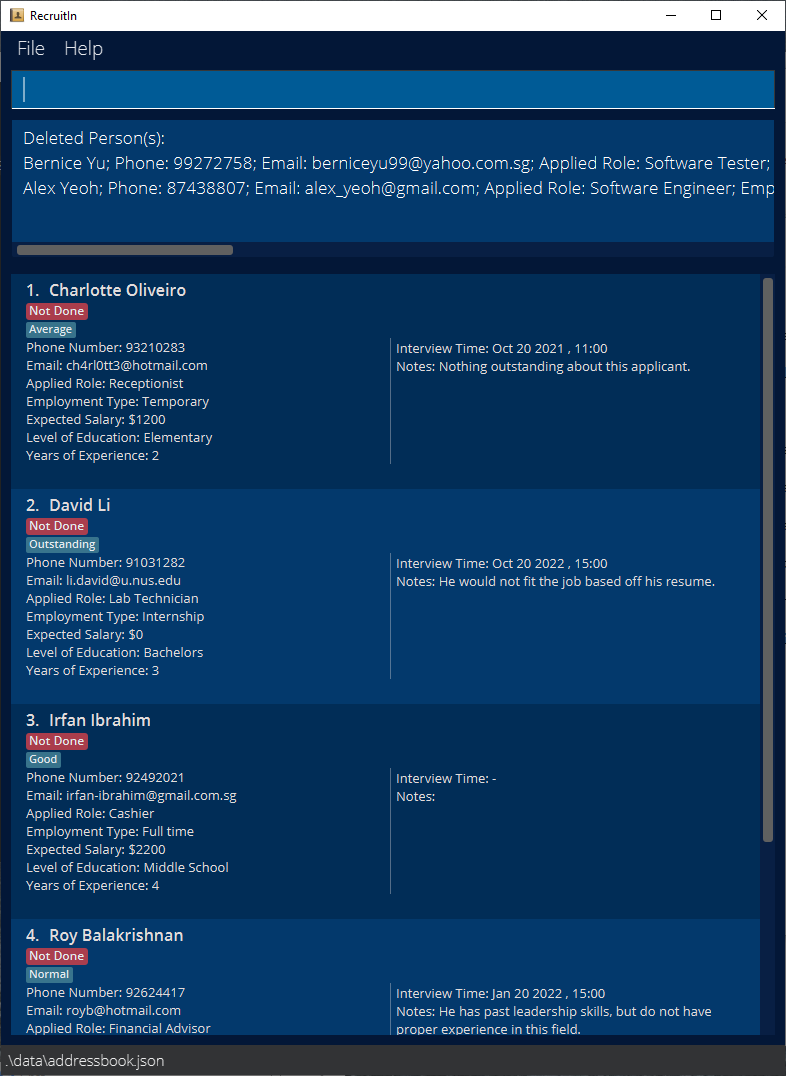 RecruitIn
File Help
Deleted Person(s):
Bernice Yu; Phone: 99272758; Email: berniceyu99@yahoo.com.sg; Applied Role: Software Tester;
Alex Yeoh; Phone: 87438807; Email: alex_yeoh@gmail.com; Applied Role: Software Engineer; Emp
1. Charlotte Oliveiro
Not Done
Average
Phone Number: 93210283
Email: ch4rl0tt3@hotmail.com
Applied Role: Receptionist
Employment Type: Temporary
Expected Salary: $1200
Level of Education: Elementary
Years of Experience: 2
Interview Time: Oct 20 2021 , 11:00
Notes: Nothing outstanding about this applicant.
2. David Li
Not Done
Outstanding
Phone Number: 91031282
Email: li.david@u.nus.edu
Applied Role: Lab Technician
Employment Type: Internship
Expected Salary: $0
Level of Education: Bachelors
Years of Experience: 3
Interview Time: Oct 20 2022 , 15:00
Notes: He would not fit the job based off his resume.
3. Irfan Ibrahim
Not Done
Good
Phone Number: 92492021
Email: irfan-ibrahim@gmail.com.sg
Applied Role: Cashier
Employment Type: Full time
Expected Salary: $2200
Level of Education: Middle School
Years of Experience: 4
Interview Time: -
Notes:
4. Roy Balakrishnan
Not Done
Normal
Phone Number: 92624417
Email: royb@hotmail.com
Applied Role: Financial Advisor
Interview Time: Jan 20 2022 , 15:00
Notes: He has past leadership skills, but do not have
proper experience in this field.
.\data\addressbook.json